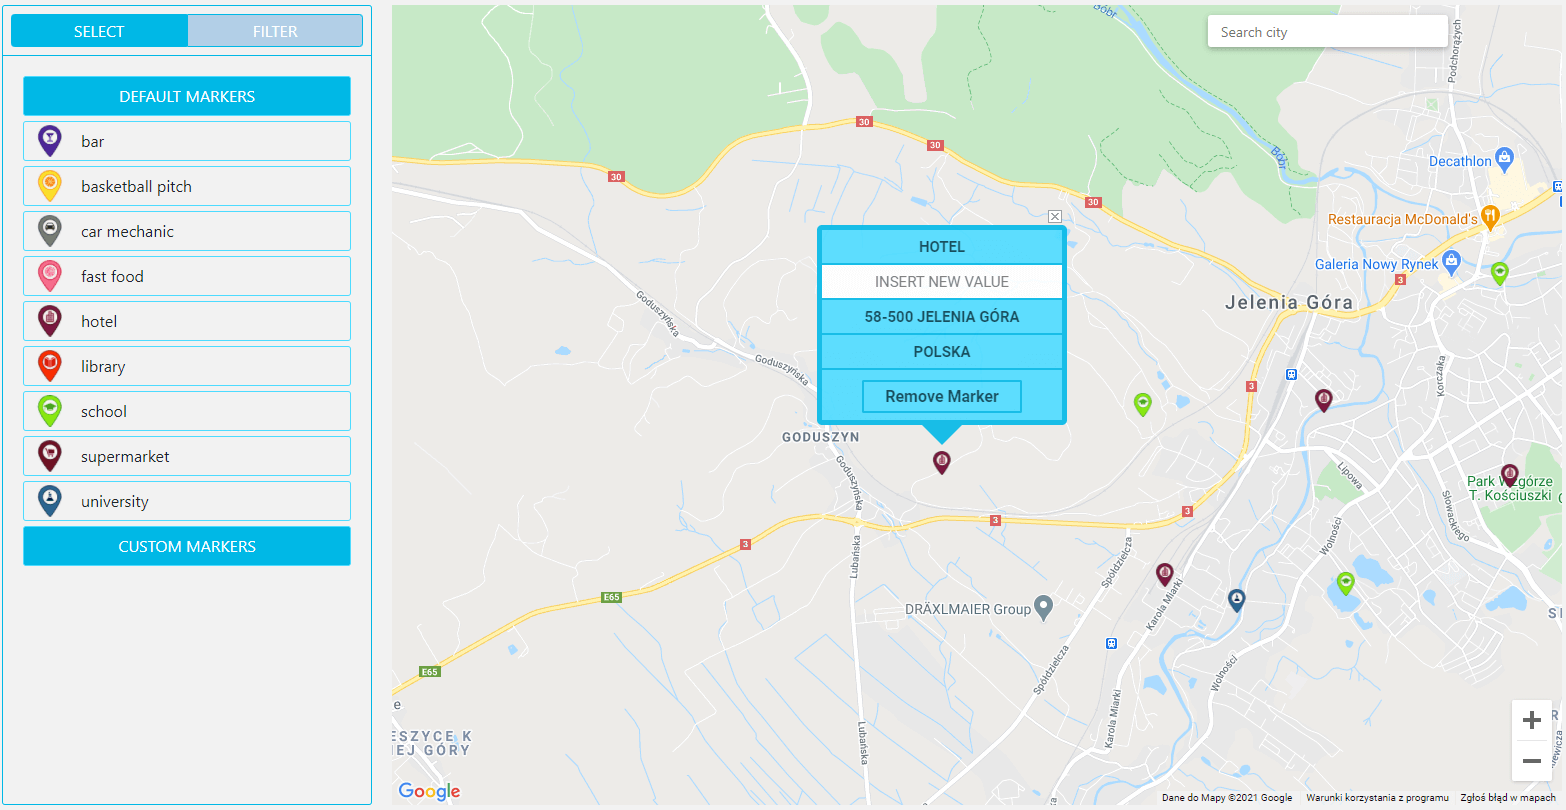 SELECT
FILTER
DEFAULT MARKERS
bar
basketball pitch
car mechanic
fast food
hotel
library
school
supermarket
university
CUSTOM MARKERS
Bóbr
Search city
Podchorążych
30
30
30
30
Bóbr
Decathlon
Restauracja McDonald's
Galeria Nowy Rynek
3
Jelenia Góra
HOTEL
INSERT NEW VALUE
58-500 JELENIA GÓRA
POLSKA
Remove Marker
Goduszyńska
Goduszyńska
Goduszyńska
GODUSZYN
3
Korczaka
Lipowa
Park Wzgórze
T. Kościuszki
Słowackiego
Wolności
3
3
3
Lubańska
Spółdzielcza
Karola Miarki
E65
DRÄXLMAIER Group
E65
Spółdzielcza
Wolności
Karola Miarki
Lubańska
ESZYCE K
IEJ GÓRY
Google
Dane do Mapy ©2021 Google
Warunki korzystania z programu
Zgłoś błąd w mapach